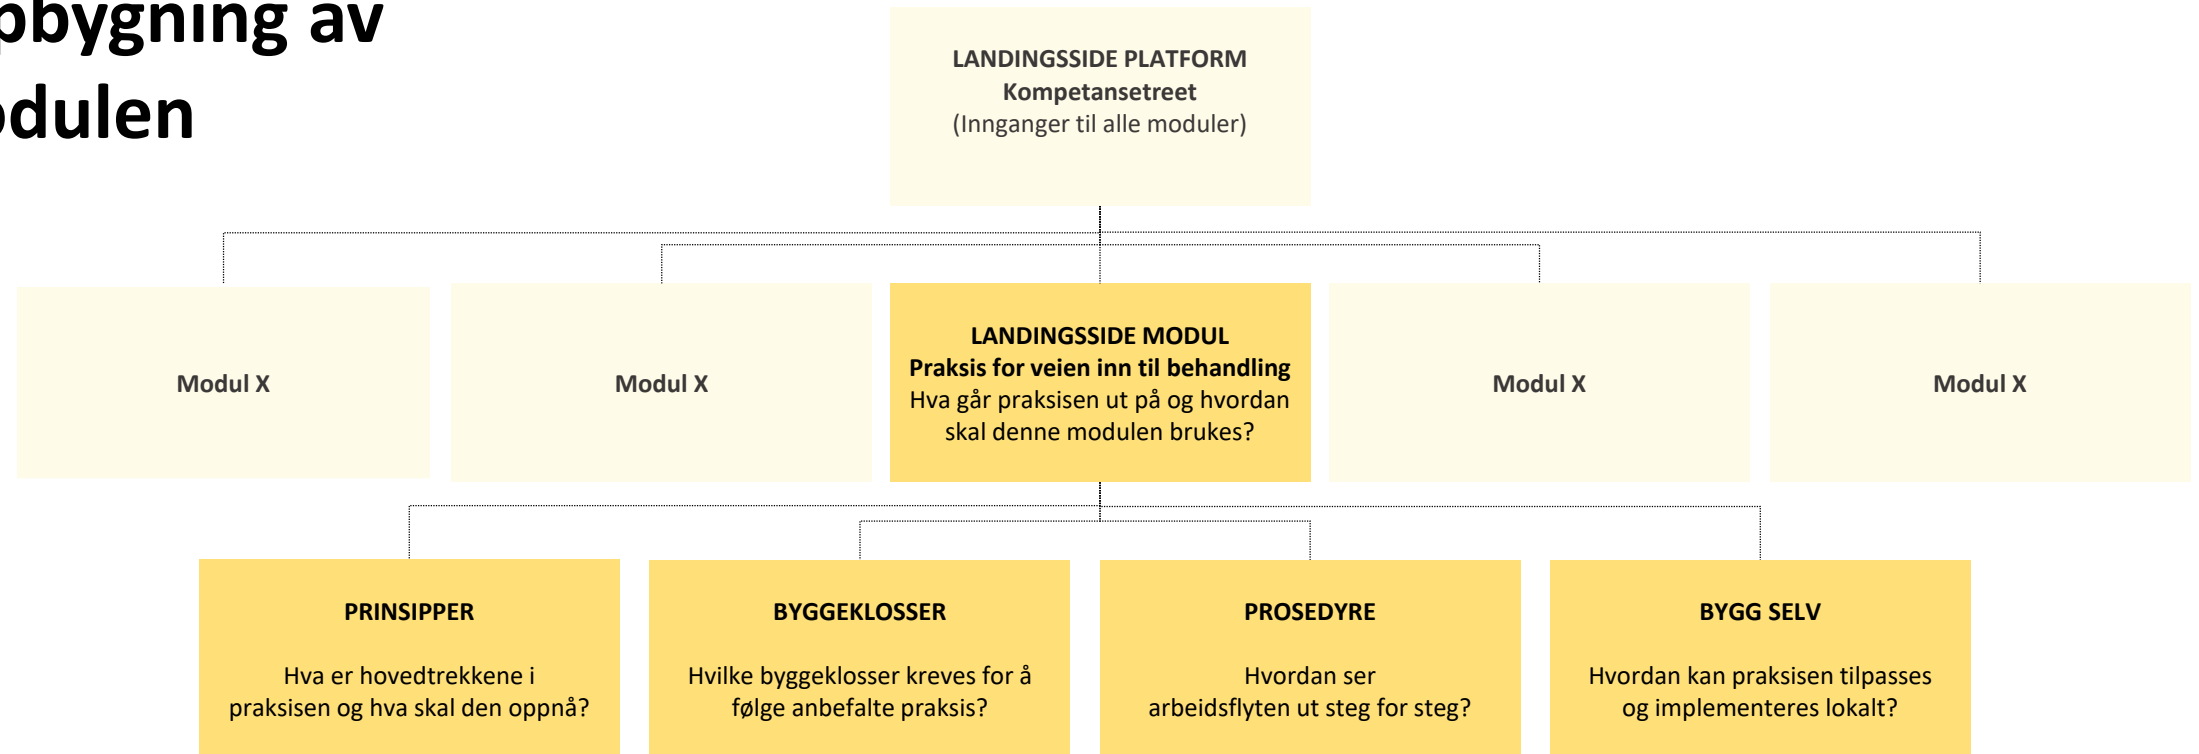 pbygning av
odulen
LANDINGSSIDE PLATFORM
Kompetansetreet
(Innganger til alle moduler)
Modul X
Modul X
LANDINGSSIDE MODUL
Praksis for veien inn til behandling
Hva går praksisen ut på og hvordan
skal denne modulen brukes?
Modul X
Modul X
PRINSIPPER
Hva er hovedtrekkene i
praksisen og hva skal den oppnå?
BYGGEKLOSSER
Hvilke byggeklosser kreves for å
følge anbefalte praksis?
PROSEDYRE
Hvordan ser
arbeidsflyten ut steg for steg?
BYGG SELV
Hvordan kan praksisen tilpasses
og implementeres lokalt?